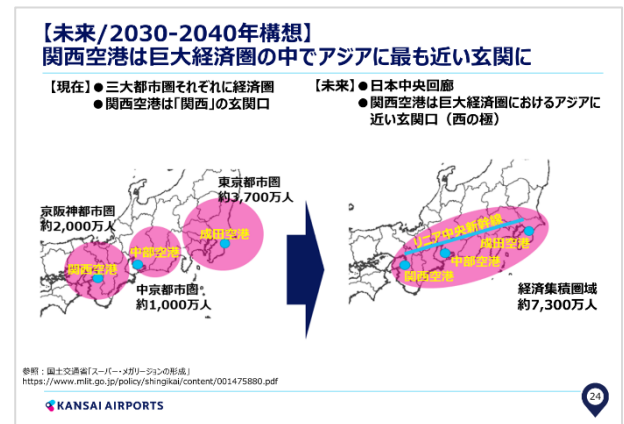 【未来/2030-2040年構想】
関西空港は巨大経済圏の中でアジアに最も近い玄関に
【現在】● 三大都市圏それぞれに経済圏
● 関西空港は「関西」の玄関口
【未来】● 日本中央回廊
● 関西空港は巨大経済圏におけるアジアに
近い玄関口（西の極）
東京都市圏
約3,700万人
京阪神都市圏
約2,000万人
成田空港
中部空港
関西空港
中京都市圏
約1,000万人
リニア中央新幹線
成田空港
中部空港
関西空港
経済集積圏域
約7,300万人
参照：国土交通省「スーパー・メガリージョンの形成」
https://www.mlit.go.jp/policy/shingikai/content/001475880.pdf
KANSAI AIRPORTS
24